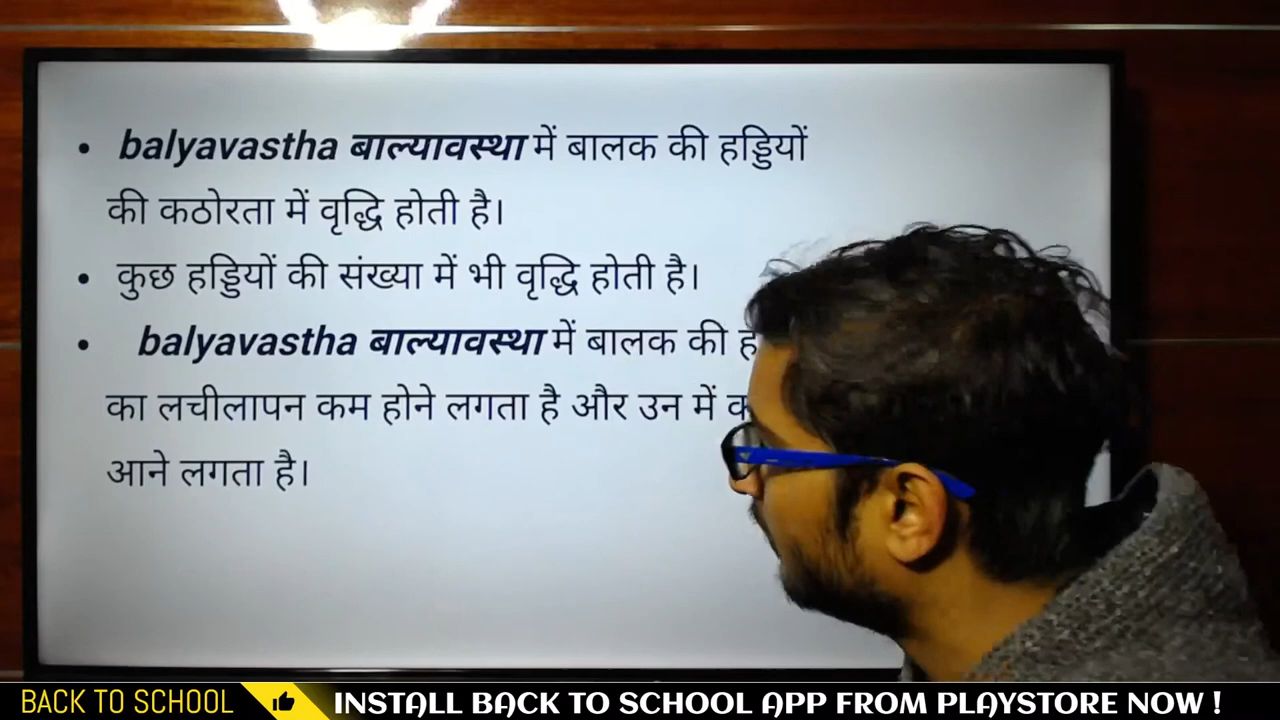 • balyavastha बाल्यावस्था में बालक की हड्डियों
की कठोरता में वृद्धि होती है।
• कुछ हड्डियों की संख्या में भी वृद्धि होती है।
• balyavastha बाल्यावस्था में बालक की
का लचीलापन कम होने लगता है और उन में
आने लगता है।
BACK TO SCHOOL INSTALL BACK TO SCHOOL APP FROM PLAYSTORE NOW !